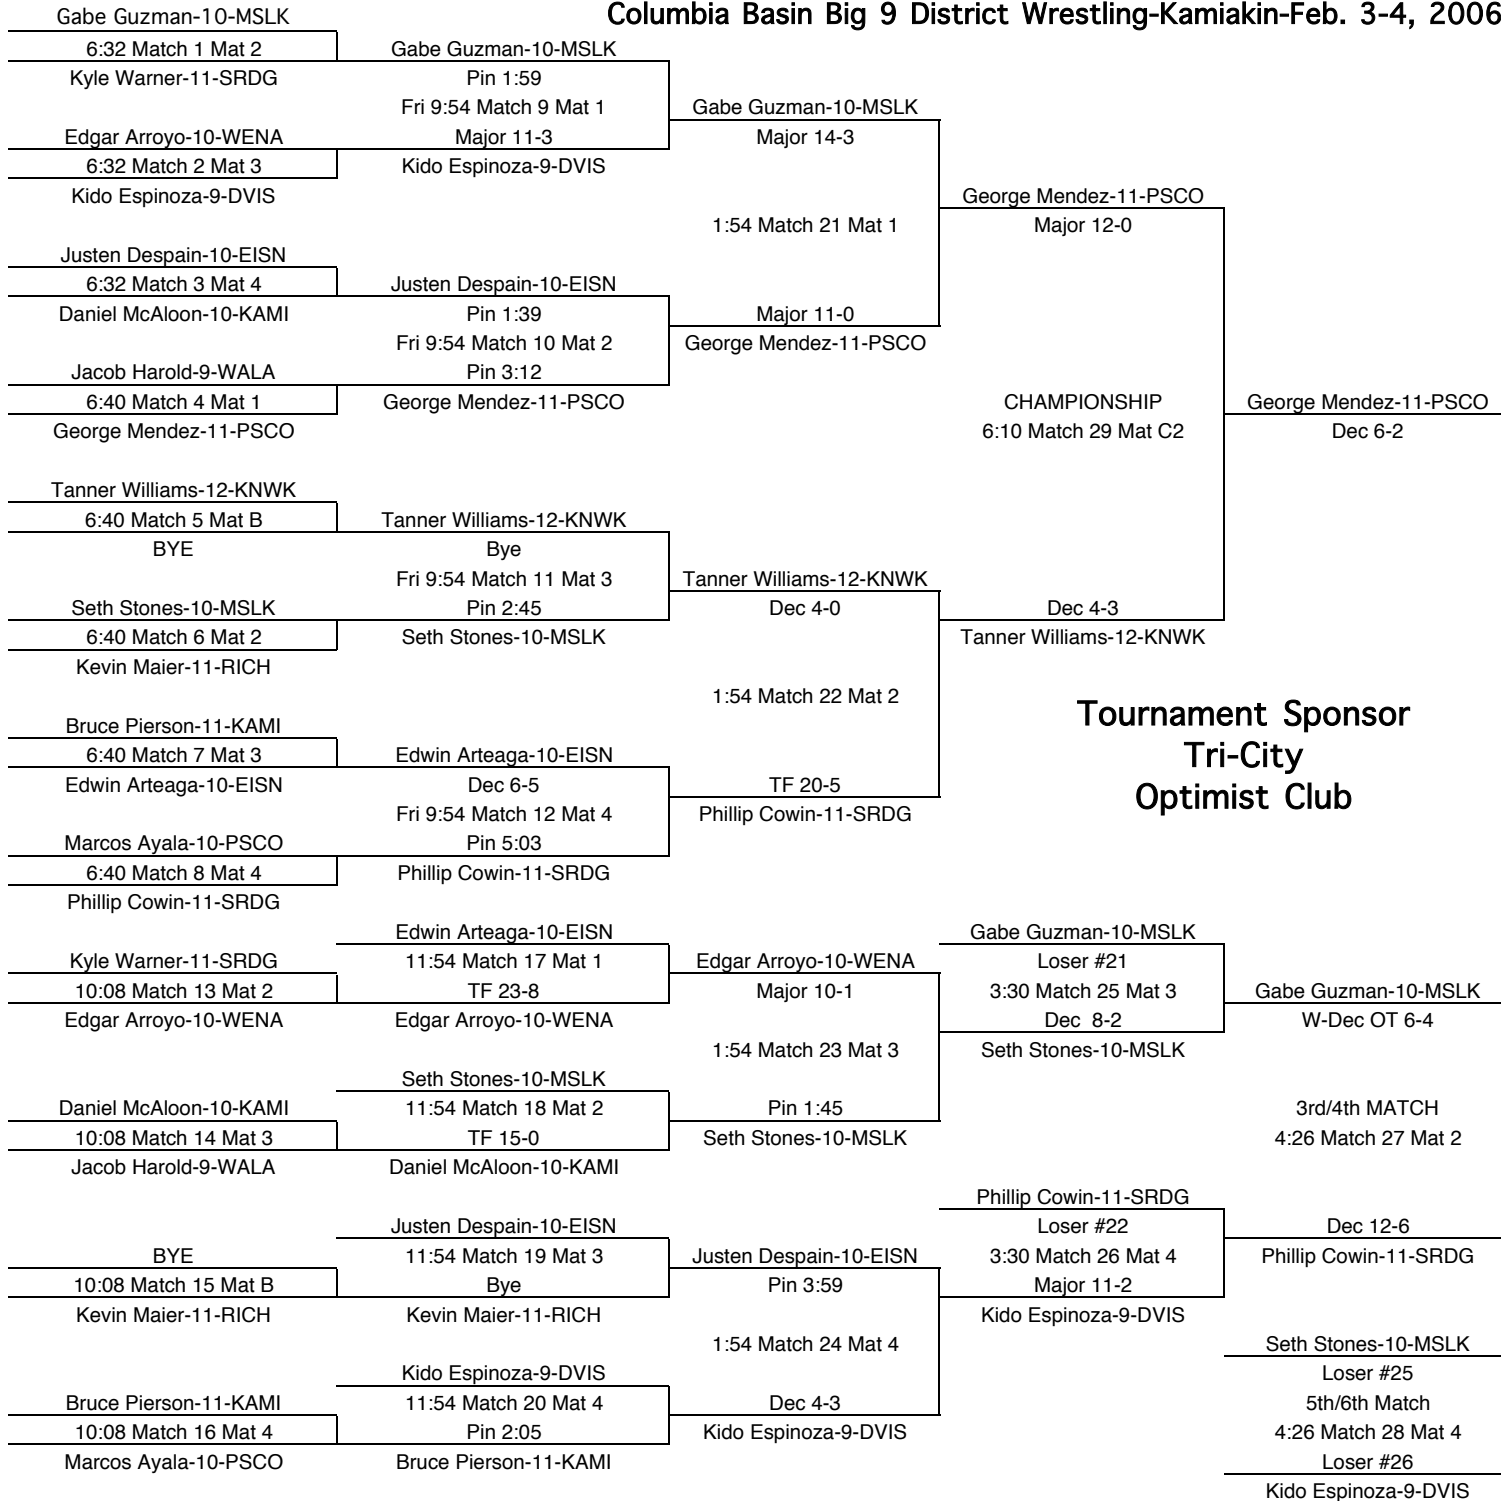 Columbia Basin Big 9 District Wrestling-Kamiakin-Feb. 3-4, 2006
Gabe Guzman-10-MSLK
6:32 Match 1 Mat 2
Kyle Warner-11-SRDG
Edgar Arroyo-10-WENA
6:32 Match 2 Mat 3
Kido Espinoza-9-DVIS
Justen Despain-10-EISN
6:32 Match 3 Mat 4
Daniel McAloon-10-KAMI
Jacob Harold-9-WALA
6:40 Match 4 Mat 1
George Mendez-11-PSCO
Tanner Williams-12-KNWK
6:40 Match 5 Mat B
BYE
Seth Stones-10-MSLK
6:40 Match 6 Mat 2
Kevin Maier-11-RICH
Bruce Pierson-11-KAMI
6:40 Match 7 Mat 3
Edwin Arteaga-10-EISN
Marcos Ayala-10-PSCO
6:40 Match 8 Mat 4
Phillip Cowin-11-SRDG
Gabe Guzman-10-MSLK
Pin 1:59
Fri 9:54 Match 9 Mat 1
Major 11-3
Kido Espinoza-9-DVIS
Justen Despain-10-EISN
Pin 1:39
Fri 9:54 Match 10 Mat 2
Pin 3:12
George Mendez-11-PSCO
Tanner Williams-12-KNWK
Bye
Fri 9:54 Match 11 Mat 3
Pin 2:45
Seth Stones-10-MSLK
Edwin Arteaga-10-EISN
Dec 6-5
Fri 9:54 Match 12 Mat 4
Pin 5:03
Phillip Cowin-11-SRDG
Gabe Guzman-10-MSLK
Major 14-3
1:54 Match 21 Mat 1
Major 11-0
George Mendez-11-PSCO
Tanner Williams-12-KNWK
Dec 4-0
1:54 Match 22 Mat 2
TF 20-5
Phillip Cowin-11-SRDG
George Mendez-11-PSCO
Major 12-0
CHAMPIONSHIP
6:10 Match 29 Mat C2
Dec 4-3
Tanner Williams-12-KNWK
George Mendez-11-PSCO
Dec 6-2
Tournament Sponsor
Tri-City
Optimist Club
Kyle Warner-11-SRDG
10:08 Match 13 Mat 2
Edgar Arroyo-10-WENA
Daniel McAloon-10-KAMI
10:08 Match 14 Mat 3
Jacob Harold-9-WALA
BYE
10:08 Match 15 Mat B
Kevin Maier-11-RICH
Bruce Pierson-11-KAMI
10:08 Match 16 Mat 4
Marcos Ayala-10-PSCO
Edwin Arteaga-10-EISN
11:54 Match 17 Mat 1
TF 23-8
Edgar Arroyo-10-WENA
Seth Stones-10-MSLK
11:54 Match 18 Mat 2
TF 15-0
Daniel McAloon-10-KAMI
Justen Despain-10-EISN
11:54 Match 19 Mat 3
Bye
Kevin Maier-11-RICH
Kido Espinoza-9-DVIS
11:54 Match 20 Mat 4
Pin 2:05
Bruce Pierson-11-KAMI
Edgar Arroyo-10-WENA
Major 10-1
1:54 Match 23 Mat 3
Pin 1:45
Seth Stones-10-MSLK
Justen Despain-10-EISN
Pin 3:59
1:54 Match 24 Mat 4
Dec 4-3
Kido Espinoza-9-DVIS
Gabe Guzman-10-MSLK
Loser #21
3:30 Match 25 Mat 3
Dec 8-2
Seth Stones-10-MSLK
Phillip Cowin-11-SRDG
Loser #22
3:30 Match 26 Mat 4
Major 11-2
Kido Espinoza-9-DVIS
Gabe Guzman-10-MSLK
W-Dec OT 6-4
3rd/4th MATCH
4:26 Match 27 Mat 2
Dec 12-6
Phillip Cowin-11-SRDG
Seth Stones-10-MSLK
Loser #25
5th/6th Match
4:26 Match 28 Mat 4
Loser #26
Kido Espinoza-9-DVIS